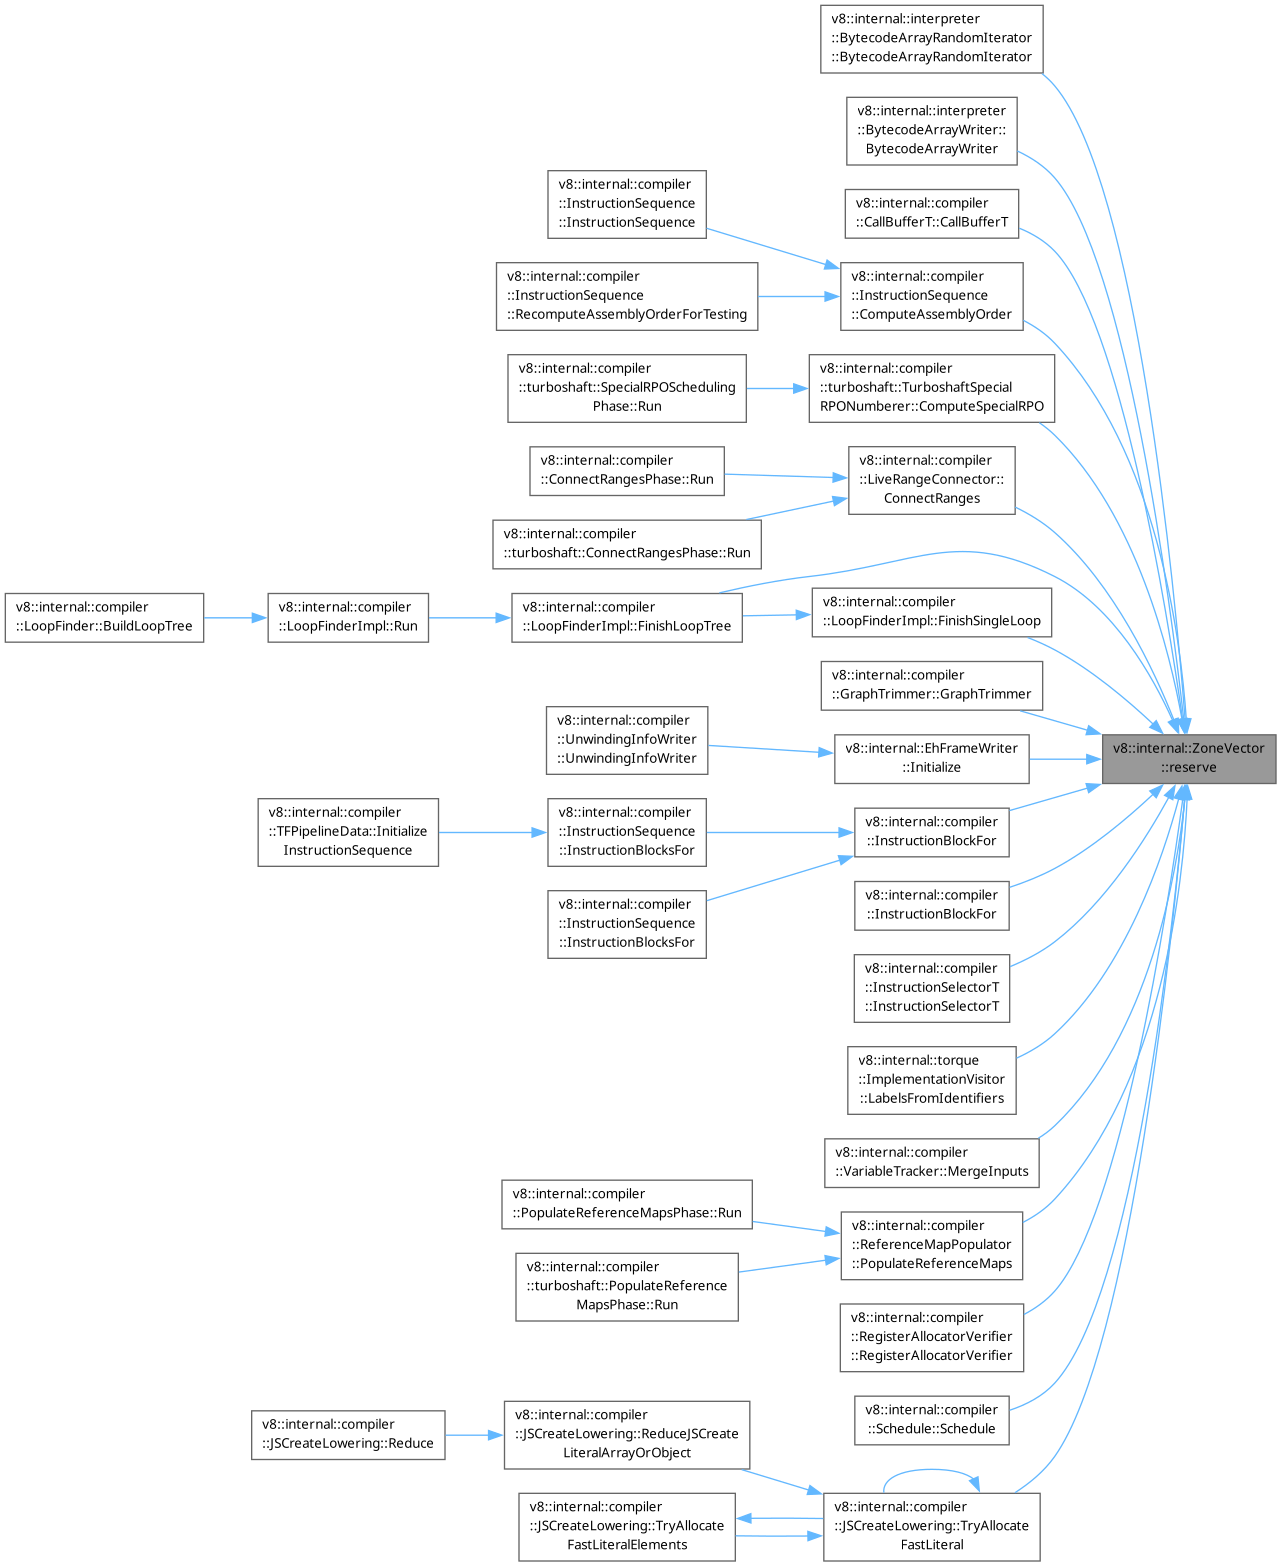 v8::internal::interpreter
::BytecodeArrayRandomIterator
::BytecodeArrayRandomIterator
v8::internal::interpreter
::BytecodeArrayWriter::
BytecodeArrayWriter
v8::internal::compiler
::InstructionSequence
::InstructionSequence
v8::internal::compiler
::CallBufferT::CallBufferT
v8::internal::compiler
::InstructionSequence
::RecomputeAssemblyOrderForTesting
v8::internal::compiler
::InstructionSequence
::ComputeAssemblyOrder
v8::internal::compiler
::turboshaft::SpecialRPOScheduling
Phase::Run
v8::internal::compiler
::turboshaft::TurboshaftSpecial
RPONumberer::ComputeSpecialRPO
v8::internal::compiler
::ConnectRangesPhase::Run
v8::internal::compiler
::LiveRangeConnector::
ConnectRanges
v8::internal::compiler
::turboshaft::ConnectRangesPhase::Run
v8::internal::compiler
::LoopFinder::BuildLoopTree
v8::internal::compiler
::LoopFinderImpl::Run
v8::internal::compiler
::LoopFinderImpl::FinishLoopTree
v8::internal::compiler
::LoopFinderImpl::FinishSingleLoop
v8::internal::compiler
::GraphTrimmer::GraphTrimmer
v8::internal::compiler
::UnwindingInfoWriter
::UnwindingInfoWriter
v8::internal::EhFrameWriter
::Initialize
v8::internal::ZoneVector
::reserve
v8::internal::compiler
::TFPipelineData::Initialize
InstructionSequence
v8::internal::compiler
::InstructionSequence
::InstructionBlocksFor
v8::internal::compiler
::InstructionBlockFor
v8::internal::compiler
::InstructionSequence
::InstructionBlocksFor
v8::internal::compiler
::InstructionBlockFor
v8::internal::compiler
::InstructionSelectorT
::InstructionSelectorT
v8::internal::torque
::ImplementationVisitor
::LabelsFromIdentifiers
v8::internal::compiler
::VariableTracker::MergeInputs
v8::internal::compiler
::PopulateReferenceMapsPhase::Run
v8::internal::compiler
::ReferenceMapPopulator
::PopulateReferenceMaps
v8::internal::compiler
::turboshaft::PopulateReference
MapsPhase::Run
v8::internal::compiler
::RegisterAllocatorVerifier
::RegisterAllocatorVerifier
v8::internal::compiler
::Schedule::Schedule
v8::internal::compiler
::JSCreateLowering::Reduce
v8::internal::compiler
::JSCreateLowering::ReduceJSCreate
LiteralArrayOrObject
v8::internal::compiler
::JSCreateLowering::TryAllocate
FastLiteralElements
v8::internal::compiler
::JSCreateLowering::TryAllocate
FastLiteral